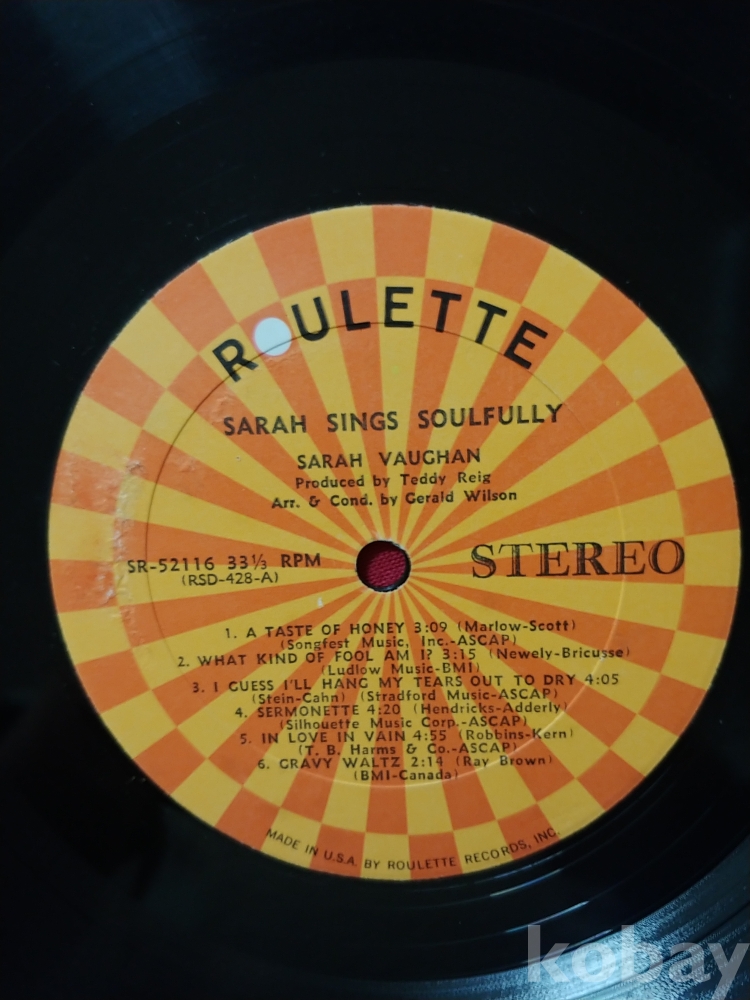 ROULETTE
SARAH SINGS SOULFULLY
SARAH VAUGHAN
Produced by Teddy Reig
Arr. & Cond. by Gerald Wilson
SR-52116 33⅓ RPM
(RSD-428-A)
STEREO
1. A TASTE OF HONEY 3:09 (Marlow-Scott)
(Songfest Music, Inc.-ASCAP)
2. WHAT KIND OF FOOL AM I? 3:15 (Newely-Bricusse)
(Ludlow Music-BMI)
3. I GUESS I'LL HANG MY TEARS OUT TO DRY 4:05
(Stein-Cahn) (Stradford Music-ASCAP)
4. SERMONETTE 4:20 (Hendricks-Adderly)
(Silhouette Music Corp.-ASCAP)
5. IN LOVE IN VAIN 4:55 (Robbins-Kern)
(T. B. Harms & Co.-ASCAP)
6. GRAVY WALTZ 2:14 (Ray Brown)
(BMI-Canada)
MADE IN U.S.A. BY ROULETTE RECORDS, INC.
kobay